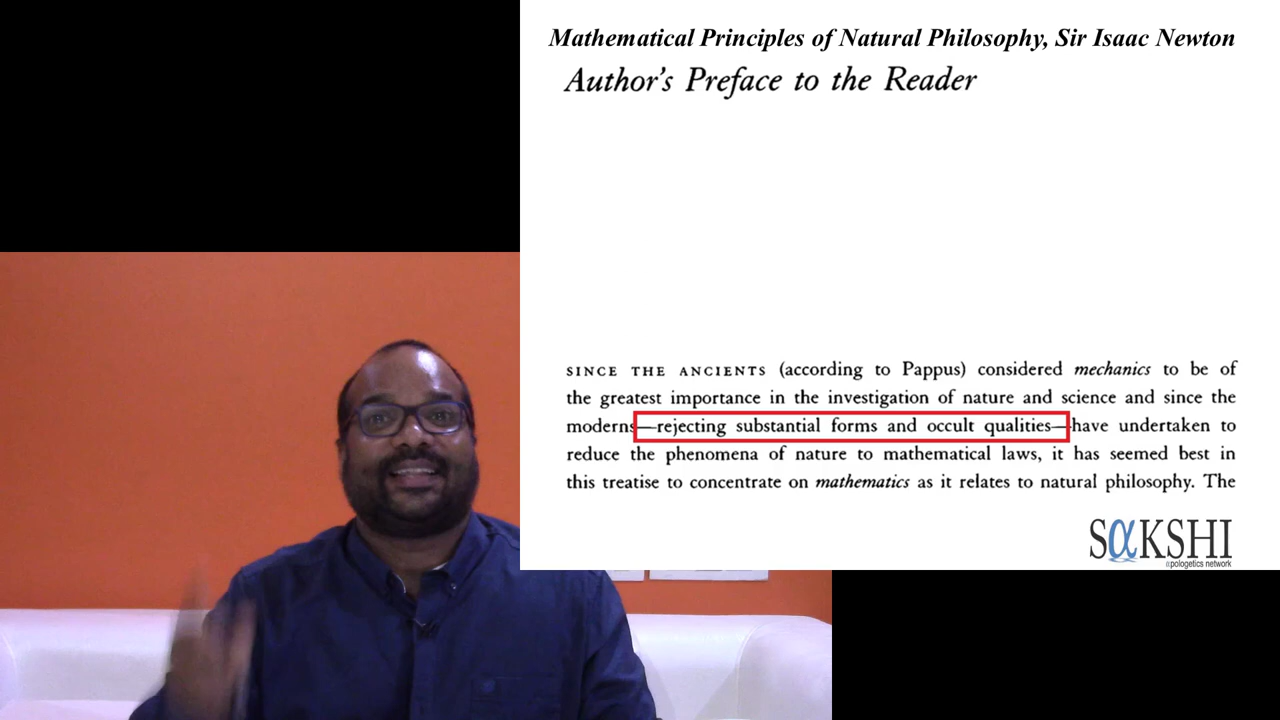 Mathematical Principles of Natural Philosophy, Sir Isaac Newton
Author's Preface to the Reader
SINCE THE ANCIENTS (according to Pappus) considered mechanics to be of
the greatest importance in the investigation of nature and science and since the
moderns—rejecting substantial forms and occult qualities—have undertaken to
reduce the phenomena of nature to mathematical laws, it has seemed best in
this treatise to concentrate on mathematics as it relates to natural philosophy. The
SαKSHI
αpologetics network